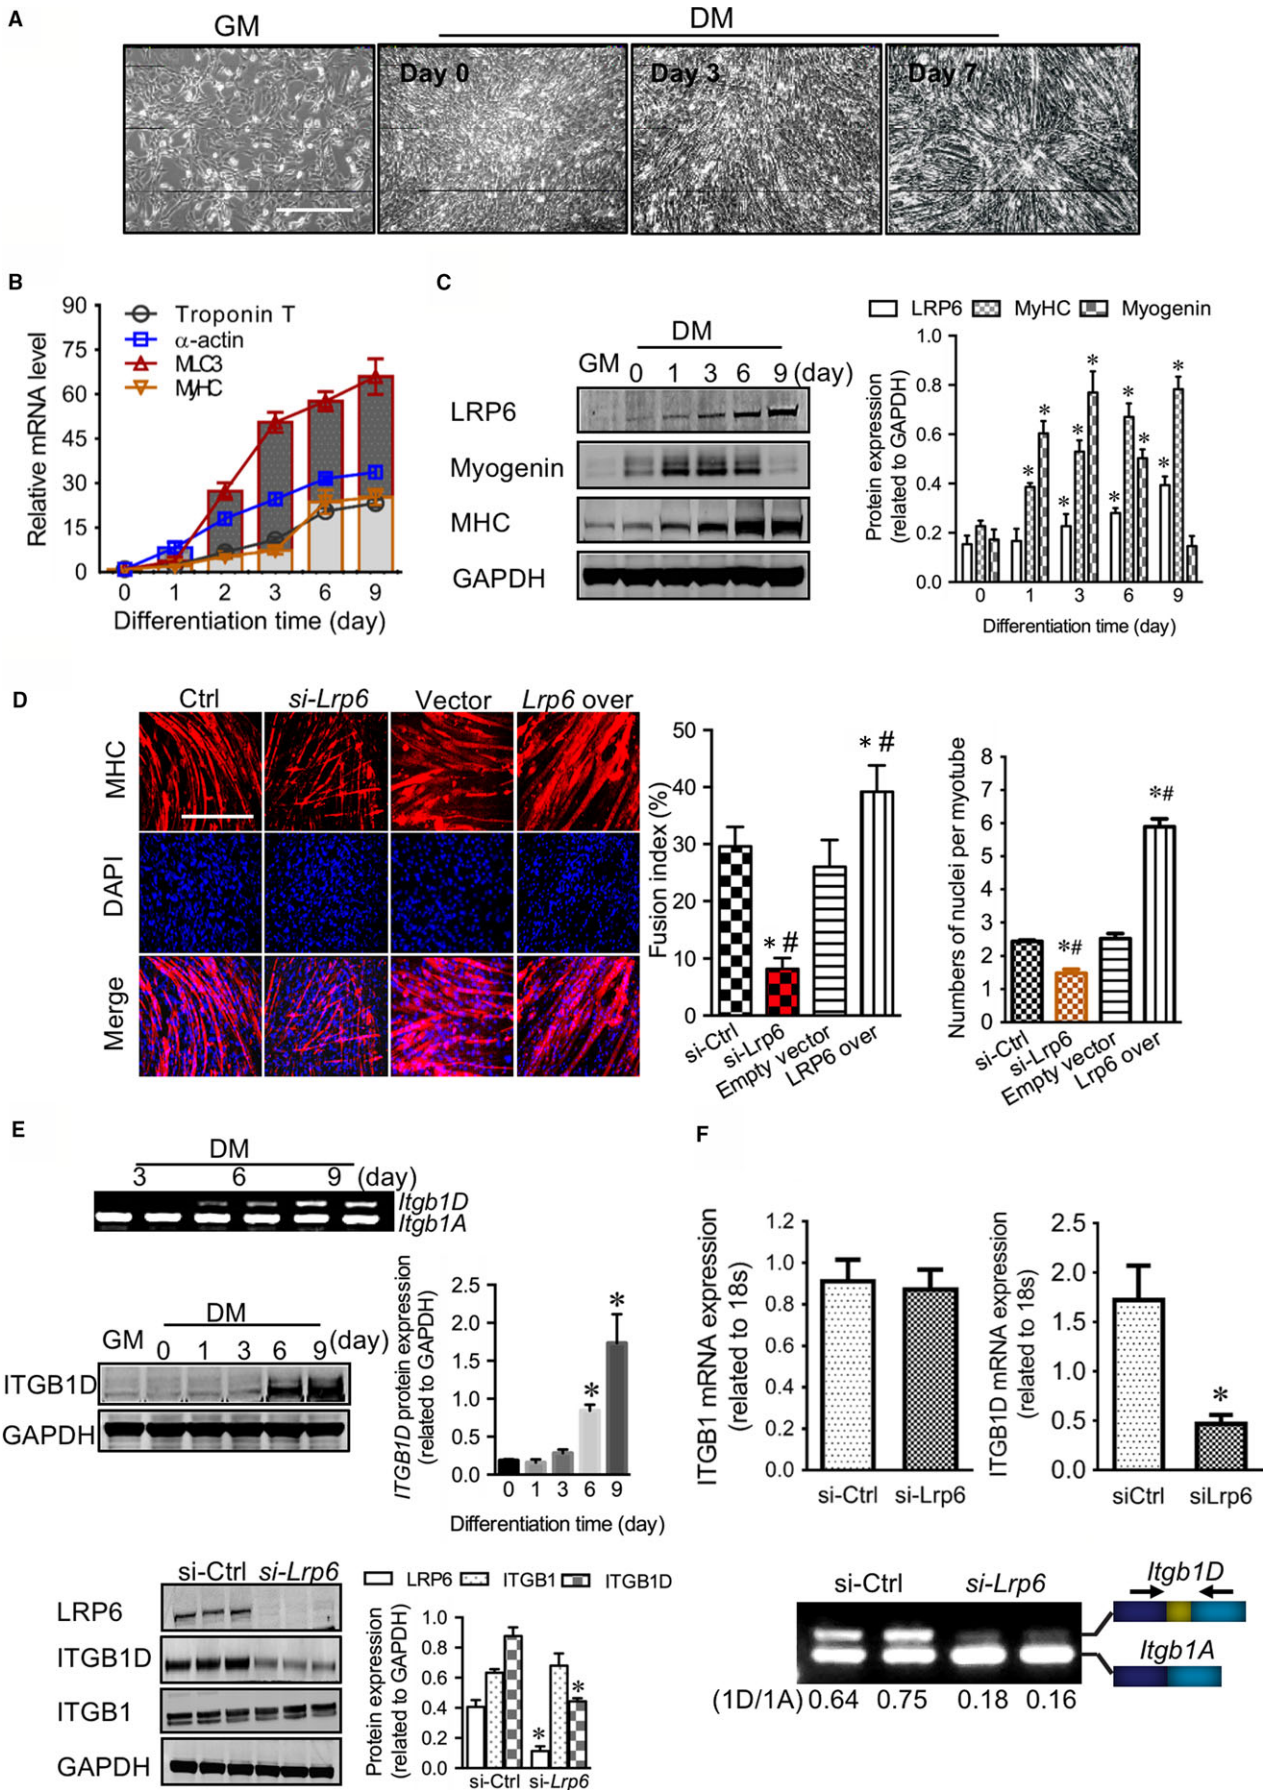 A
GM
DM
Day 0
Day 3
Day 7
B
Relative mRNA level
90
75
60
45
30
15
0
Troponin T
α-actin
MLC3
MyHC
0 1 2 3 6 9
Differentiation time (day)
C
DM
GM 0 1 3 6 9 (day)
LRP6
Myogenin
MHC
GAPDH
LRP6 MyHC Myogenin
Protein expression
(related to GAPDH)
1.0
0.8
0.6
0.4
0.2
0.0
* * * * * * * * * *
0 1 3 6 9
Differentiation time (day)
D
Ctrl si-Lrp6 Vector Lrp6 over
MHC
DAPI
Merge
Fusion index (%)
50
40
30
20
10
0
* #
* #
si-Ctrl
si-Lrp6
Empty vector
LRP6 over
Numbers of nuclei per myotube
8
7
6
5
4
3
2
1
0
*#
*#
si-Ctrl
si-Lrp6
Empty vector
Lrp6 over
E
DM
3 6 9 (day)
Itgb1D
Itgb1A
DM
GM 0 1 3 6 9 (day)
ITGB1D
GAPDH
ITGB1D protein expression
(related to GAPDH)
2.5
2.0
1.5
1.0
0.5
0.0
* *
0 1 3 6 9
Differentiation time (day)
si-Ctrl si-Lrp6
LRP6
ITGB1D
ITGB1
GAPDH
LRP6 ITGB1 ITGB1D
Protein expression
(related to GAPDH)
1.0
0.8
0.6
0.4
0.2
0.0
* *
si-Ctrl si-Lrp6
F
ITGB1 mRNA expression
(related to 18s)
1.2
1.0
0.8
0.6
0.4
0.2
0.0
si-Ctrl si-Lrp6
ITGB1D mRNA expression
(related to 18s)
2.5
2.0
1.5
1.0
0.5
0.0
*
siCtrl siLrp6
si-Ctrl si-Lrp6
Itgb1D
Itgb1A
(1D/1A) 0.64 0.75 0.18 0.16